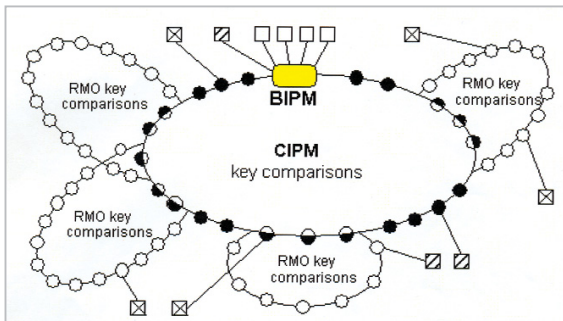 RMO key
comparisons
BIPM
CIPM
key comparisons
RMO key
comparisons
RMO key
comparisons
RMO key
comparisons